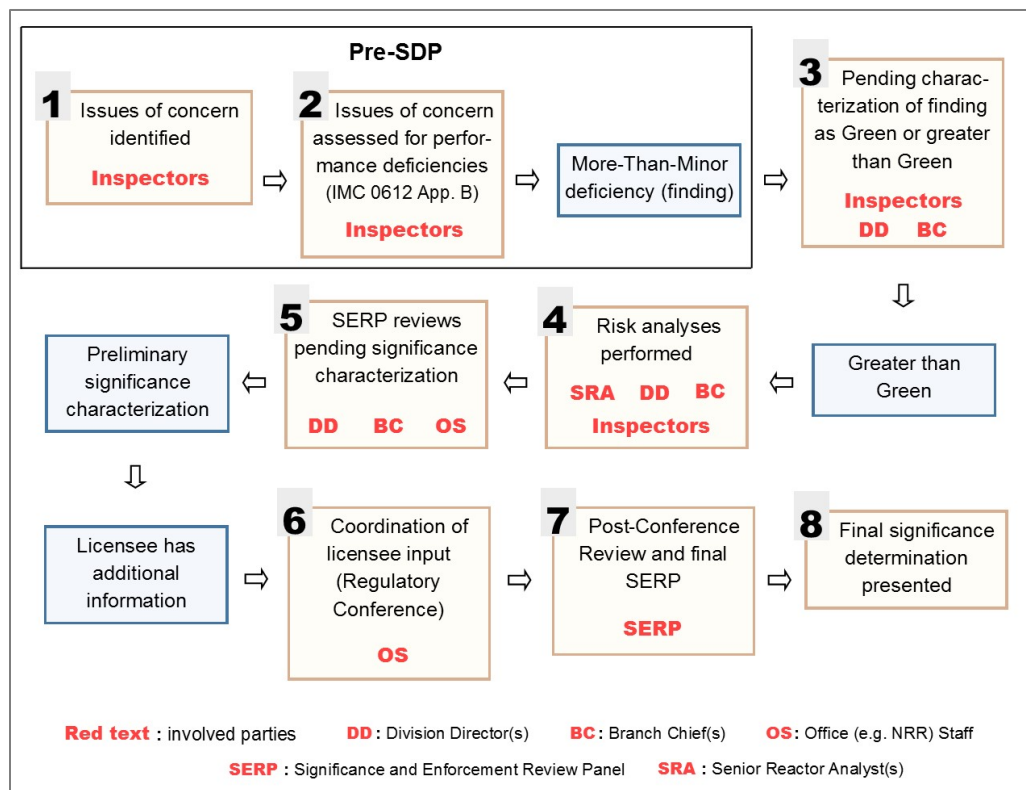 Pre-SDP
1
Issues of concern
identified
Inspectors
2
Issues of concern
assessed for perfor-
mance deficiencies
(IMC 0612 App. B)
Inspectors
More-Than-Minor
deficiency (finding)
3
Pending charac-
terization of finding
as Green or greater
than Green
Inspectors
DD BC
Greater than
Green
4
Risk analyses
performed
SRA DD BC
Inspectors
5
SERP reviews
pending significance
characterization
DD BC OS
Preliminary
significance
characterization
Licensee has
additional
information
6
Coordination of
licensee input
(Regulatory
Conference)
OS
7
Post-Conference
Review and final
SERP
SERP
8
Final significance
determination
presented
Red text : involved parties DD : Division Director(s) BC : Branch Chief(s) OS: Office (e.g. NRR) Staff
SERP : Significance and Enforcement Review Panel SRA : Senior Reactor Analyst(s)